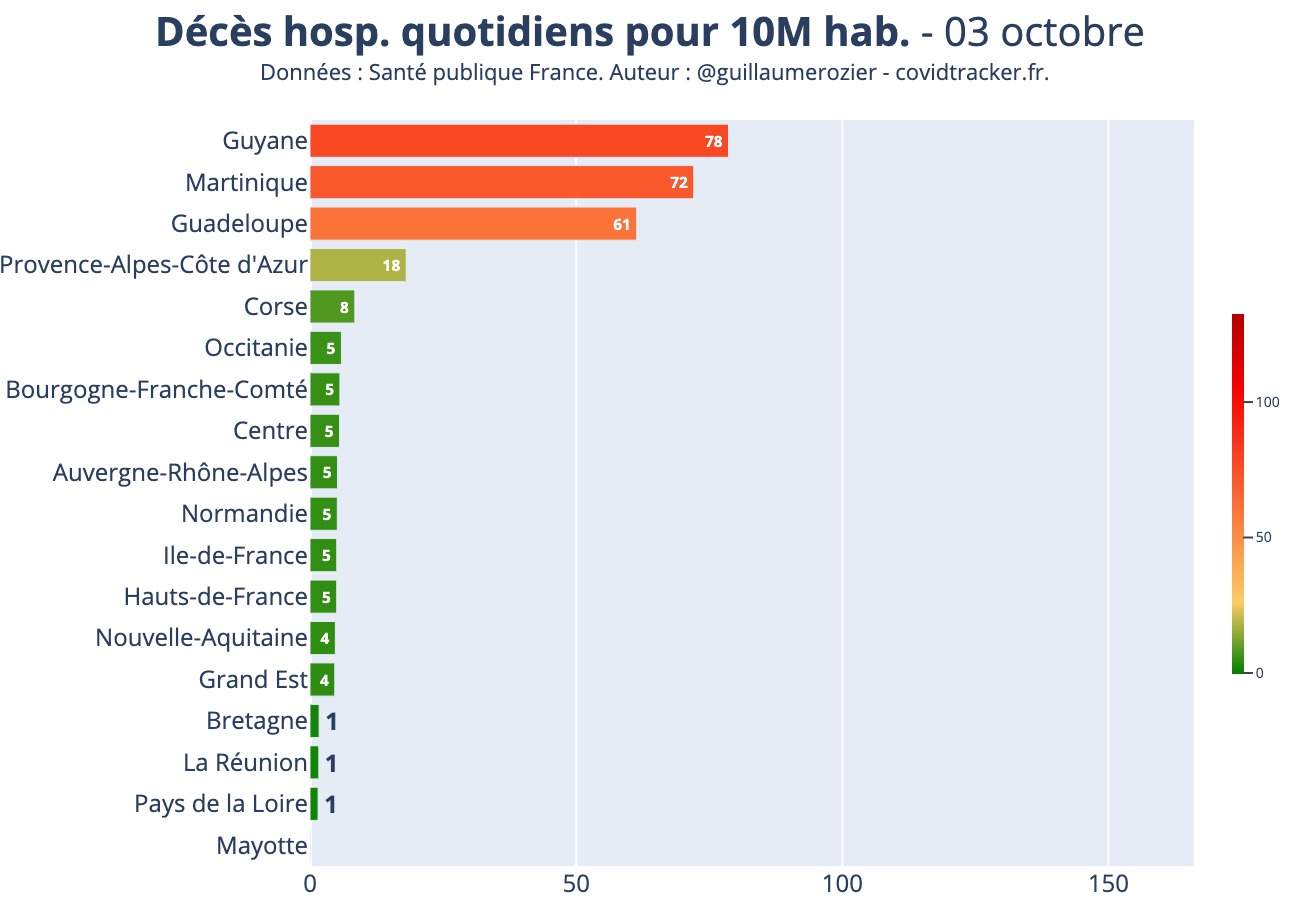 Décès hosp. quotidiens pour 10M hab. - 03 octobre
Données : Santé publique France. Auteur : @guillaumerozier - covidtracker.fr.
Guyane 78
Martinique 72
Guadeloupe 61
Provence-Alpes-Côte d'Azur 18
Corse 8
Occitanie 5
Bourgogne-Franche-Comté 5
Centre 5
Auvergne-Rhône-Alpes 5
Normandie 5
Ile-de-France 5
Hauts-de-France 5
Nouvelle-Aquitaine 4
Grand Est 4
Bretagne 1
La Réunion 1
Pays de la Loire 1
Mayotte
0 50 100 150
100
50
0